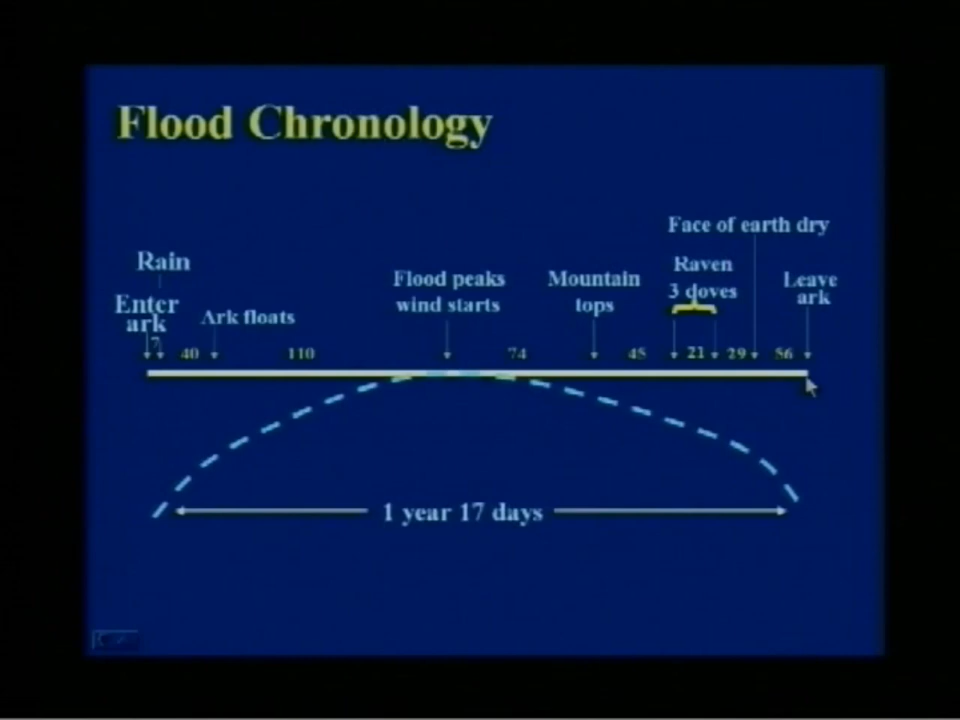 Flood Chronology
Face of earth dry
Rain
Raven
3 doves
Flood peaks
wind starts
Mountain
tops
Leave
ark
Enter
ark
Ark floats
7 40 110 74 45 21 29 56
1 year 17 days